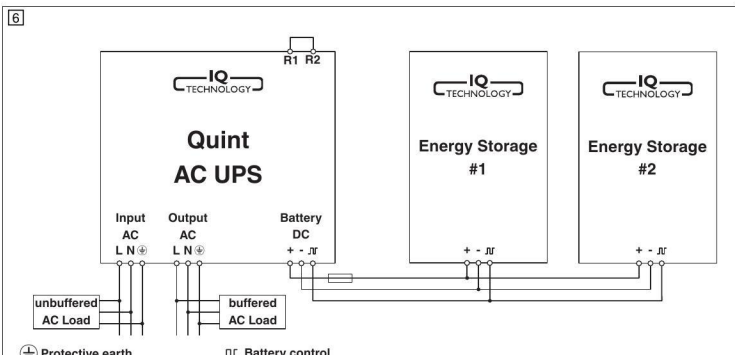 6
R1 R2
IQ
TECHNOLOGY
Quint
AC UPS
Input
AC
L N
Output
AC
L N
Battery
DC
+ -
IQ
TECHNOLOGY
Energy Storage
#1
+ -
IQ
TECHNOLOGY
Energy Storage
#2
+ -
unbuffered
AC Load
buffered
AC Load
Protective earth
Battery control